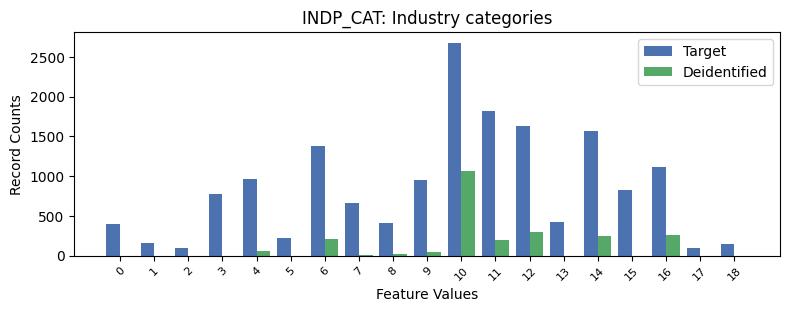 INDP_CAT: Industry categories
Target
Deidentified
Record Counts
2500
2000
1500
1000
500
0
0 1 2 3 4 5 6 7 8 9 10 11 12 13 14 15 16 17 18
Feature Values